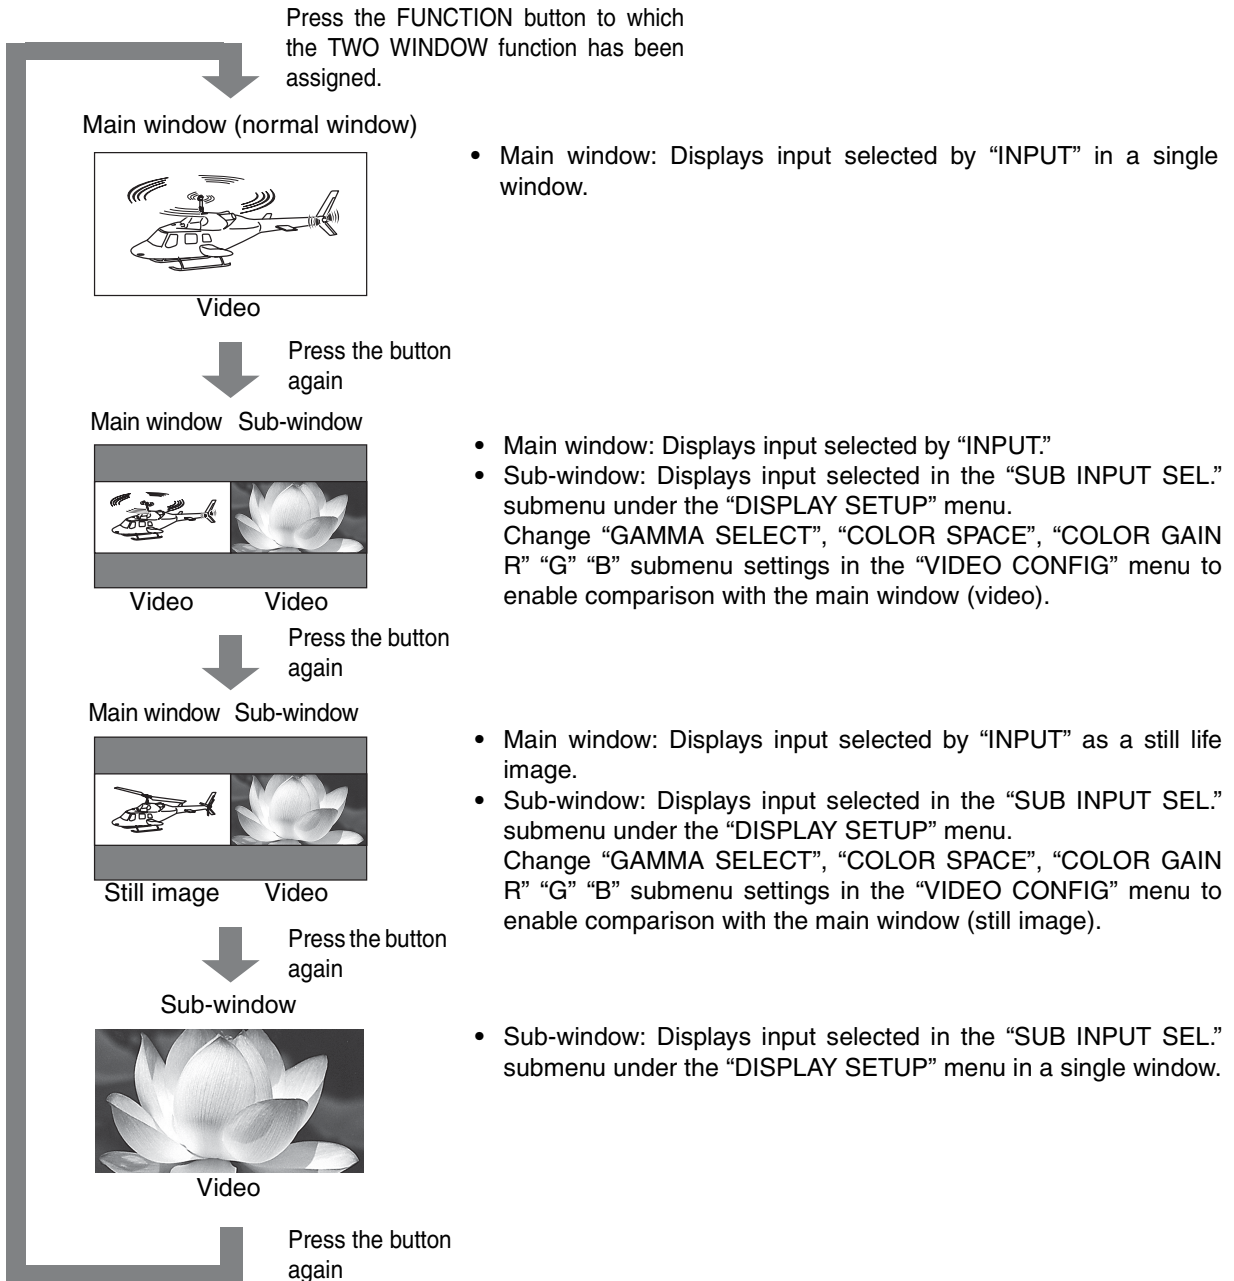 Press the FUNCTION button to which
the TWO WINDOW function has been
assigned.
Main window (normal window)
• Main window: Displays input selected by “INPUT” in a single
window.
Video
Press the button
again
Main window Sub-window
• Main window: Displays input selected by “INPUT.”
• Sub-window: Displays input selected in the “SUB INPUT SEL.”
submenu under the “DISPLAY SETUP” menu.
Change “GAMMA SELECT”, “COLOR SPACE”, “COLOR GAIN
R” “G” “B” submenu settings in the “VIDEO CONFIG” menu to
enable comparison with the main window (video).
Video Video
Press the button
again
Main window Sub-window
• Main window: Displays input selected by “INPUT” as a still life
image.
• Sub-window: Displays input selected in the “SUB INPUT SEL.”
submenu under the “DISPLAY SETUP” menu.
Change “GAMMA SELECT”, “COLOR SPACE”, “COLOR GAIN
R” “G” “B” submenu settings in the “VIDEO CONFIG” menu to
enable comparison with the main window (still image).
Still image Video
Press the button
again
Sub-window
• Sub-window: Displays input selected in the “SUB INPUT SEL.”
submenu under the “DISPLAY SETUP” menu in a single window.
Video
Press the button
again